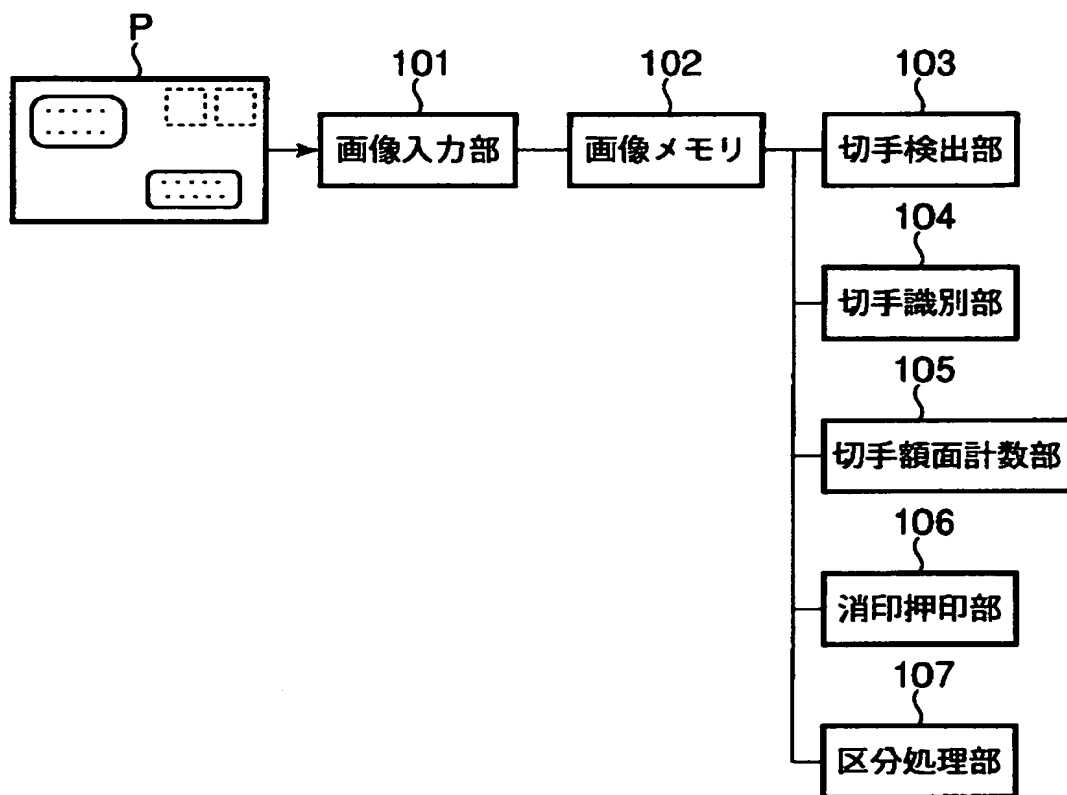 P
101
画像入力部
102
画像メモリ
103
切手検出部
104
切手識別部
105
切手額面計数部
106
消印押印部
107
区分処理部